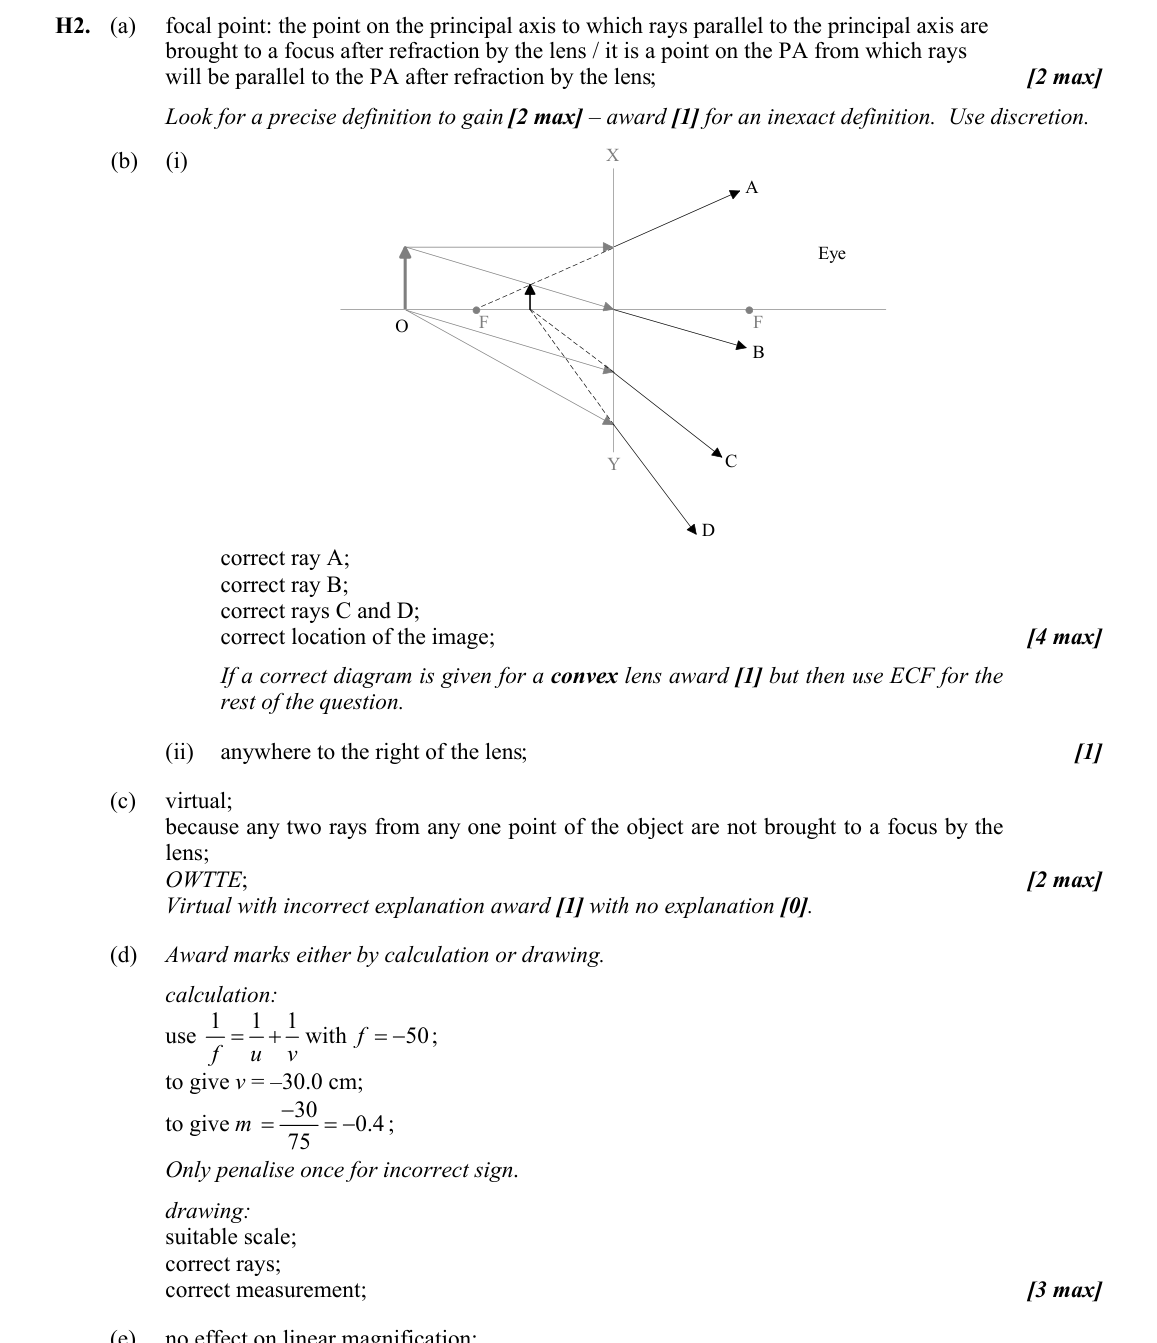 H2. (a) focal point: the point on the principal axis to which rays parallel to the principal axis are
brought to a focus after refraction by the lens / it is a point on the PA from which rays
will be parallel to the PA after refraction by the lens; [2 max]
Look for a precise definition to gain [2 max] – award [1] for an inexact definition. Use discretion.
(b) (i)
X
A
Eye
O
F
F
B
C
Y
D
correct ray A;
correct ray B;
correct rays C and D;
correct location of the image; [4 max]
If a correct diagram is given for a convex lens award [1] but then use ECF for the
rest of the question.
(ii) anywhere to the right of the lens; [1]
(c) virtual;
because any two rays from any one point of the object are not brought to a focus by the
lens;
OWTTE; [2 max]
Virtual with incorrect explanation award [1] with no explanation [0].
(d) Award marks either by calculation or drawing.
calculation:
use 1/f = 1/u + 1/v with f = –50;
to give v = –30.0 cm;
to give m = –30/75 = –0.4;
Only penalise once for incorrect sign.
drawing:
suitable scale;
correct rays;
correct measurement; [3 max]
(e) no effect on linear magnification;